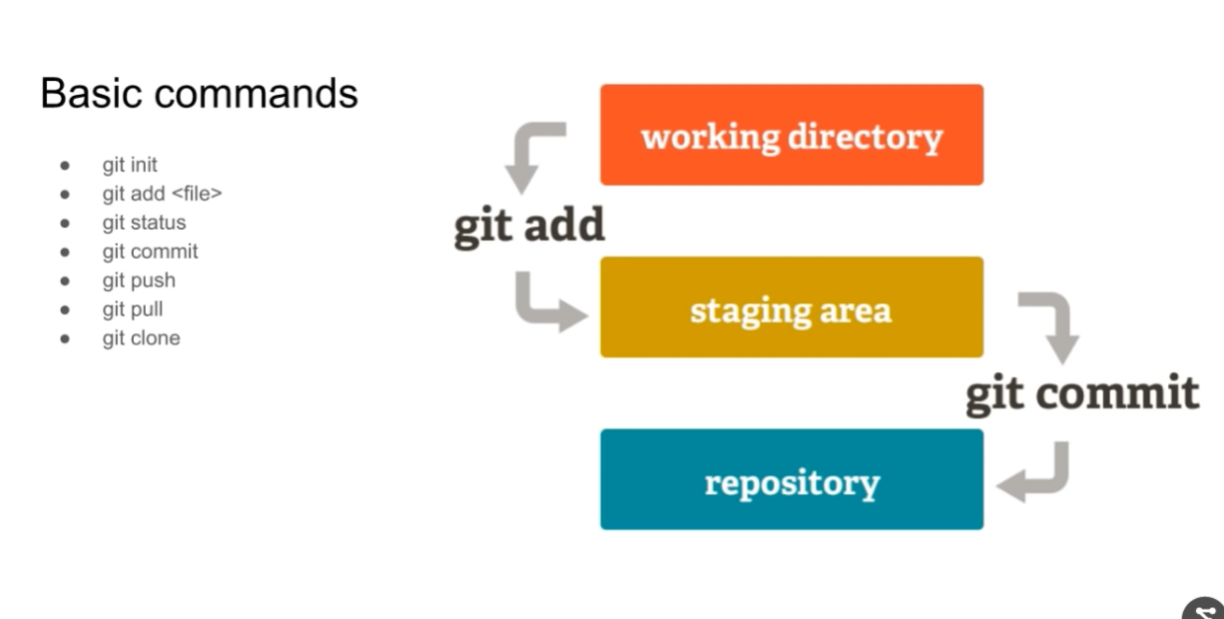 Basic commands
git init
git add <file>
git status
git commit
git push
git pull
git clone
working directory
git add
staging area
git commit
repository